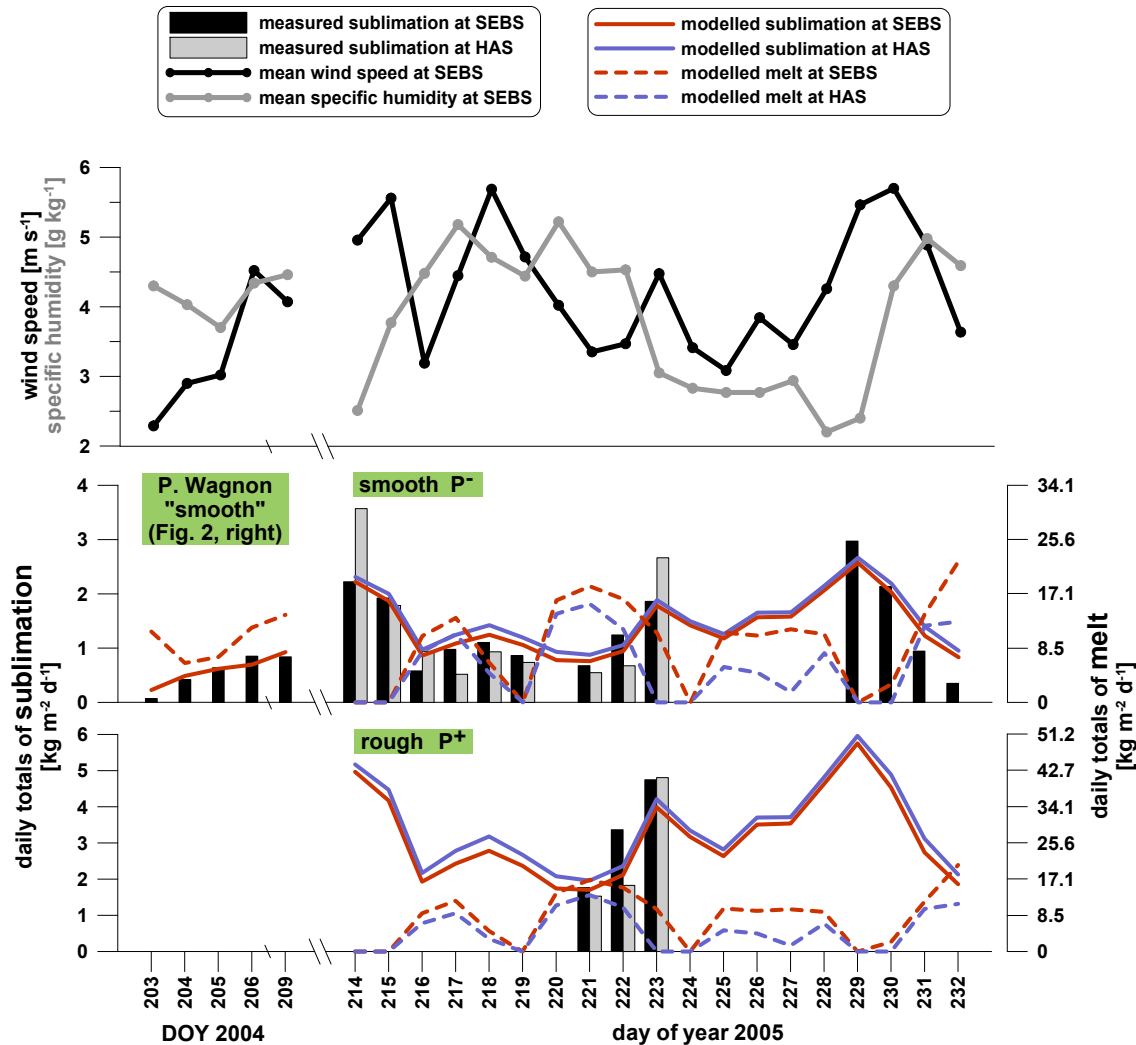 measured sublimation at SEBS
measured sublimation at HAS
mean wind speed at SEBS
mean specific humidity at SEBS
modelled sublimation at SEBS
modelled sublimation at HAS
modelled melt at SEBS
modelled melt at HAS
wind speed [m s⁻¹]
specific humidity [g kg⁻¹]
6
5
4
3
2
daily totals of sublimation
[kg m⁻² d⁻¹]
4
3
2
1
0
P. Wagnon
"smooth"
(Fig. 2, right)
smooth P⁻
34.1
25.6
17.1
8.5
0
daily totals of melt
[kg m⁻² d⁻¹]
6
5
4
3
2
1
0
rough P⁺
51.2
42.7
34.1
25.6
17.1
8.5
0
203 204 205 206 209 214 215 216 217 218 219 220 221 222 223 224 225 226 227 228 229 230 231 232
DOY 2004
day of year 2005